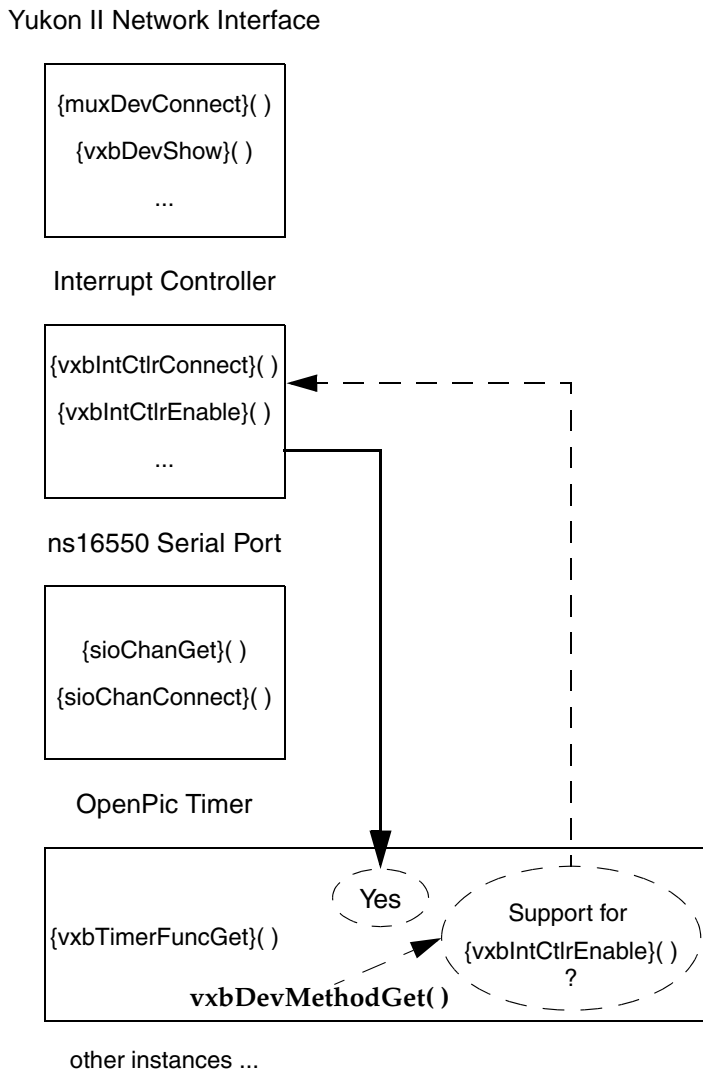 Yukon II Network Interface
{muxDevConnect}( )
{vxbDevShow}( )
...
Interrupt Controller
{vxbIntCtlrConnect}( )
{vxbIntCtlrEnable}( )
...
ns16550 Serial Port
{sioChanGet}( )
{sioChanConnect}( )
OpenPic Timer
{vxbTimerFuncGet}( )
Yes
Support for
{vxbIntCtlrEnable}( )
?
vxbDevMethodGet( )
other instances ...